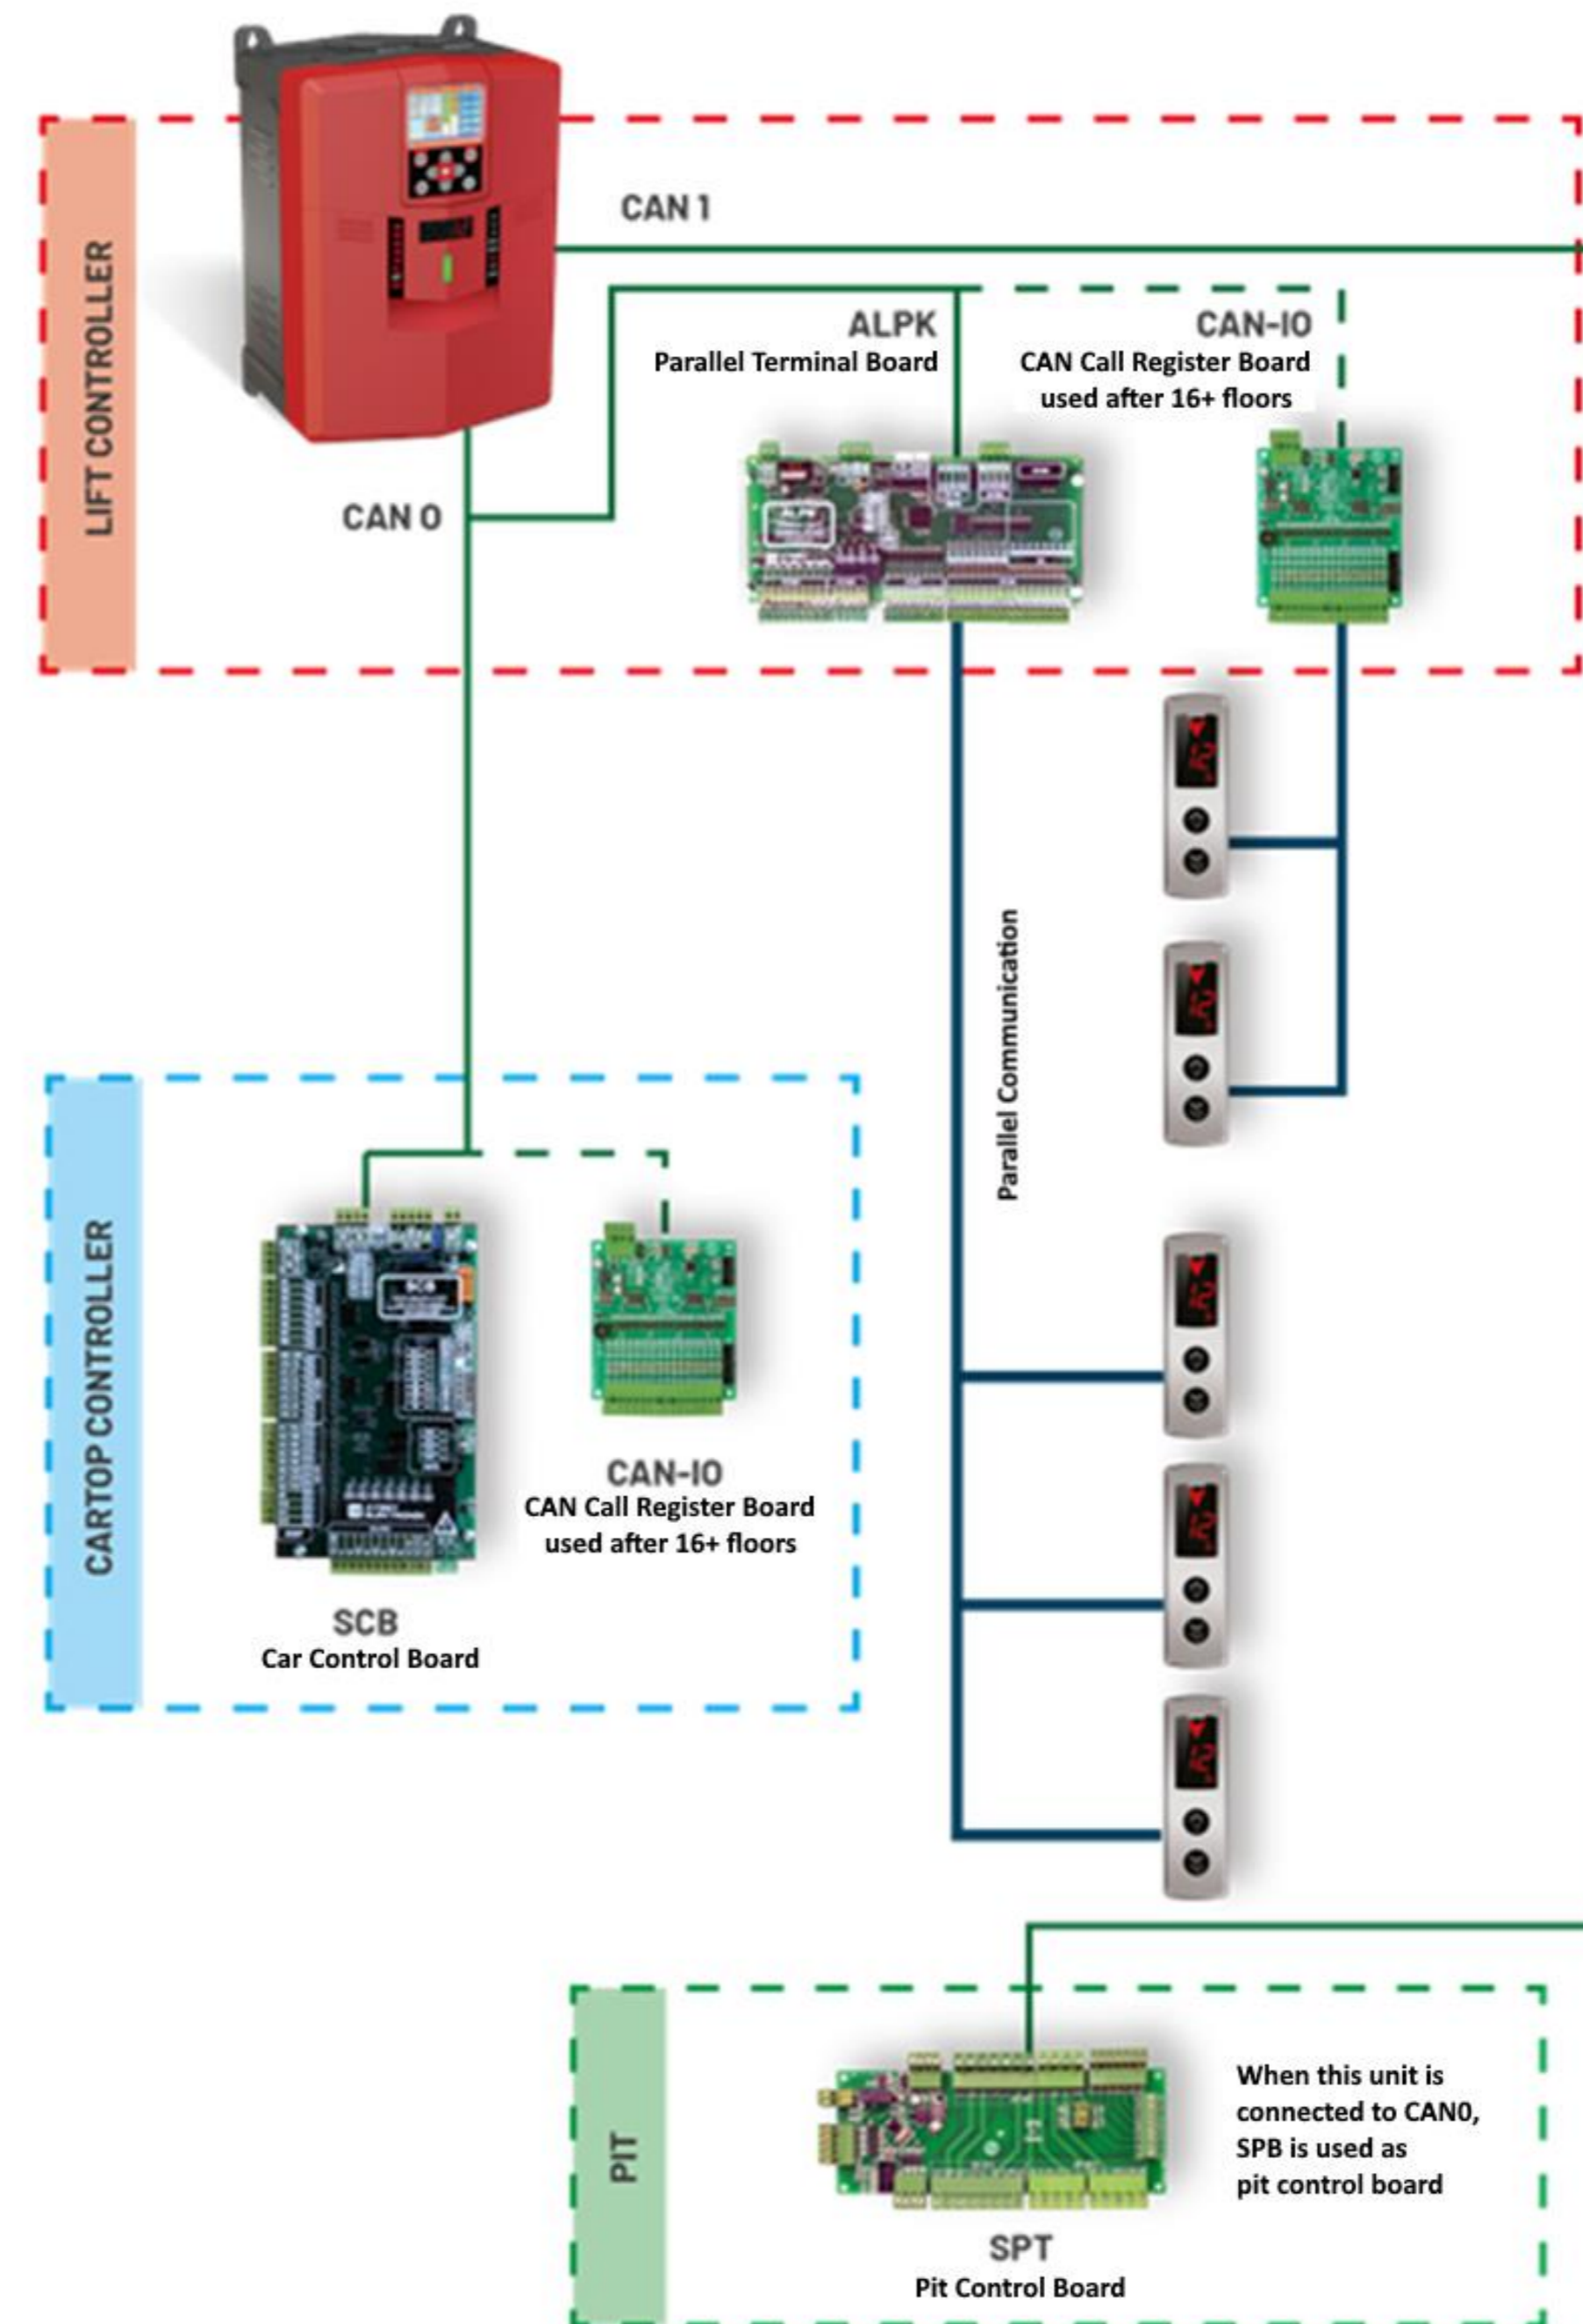 LIFT CONTROLLER
CAN 1
ALPK
Parallel Terminal Board
CAN-IO
CAN Call Register Board
used after 16+ floors
CAN 0
Parallel Communication
CARTOP CONTROLLER
SCB
SCB
Car Control Board
CAN-IO
CAN Call Register Board
used after 16+ floors
PIT
When this unit is
connected to CAN0,
SPB is used as
pit control board
SPT
Pit Control Board